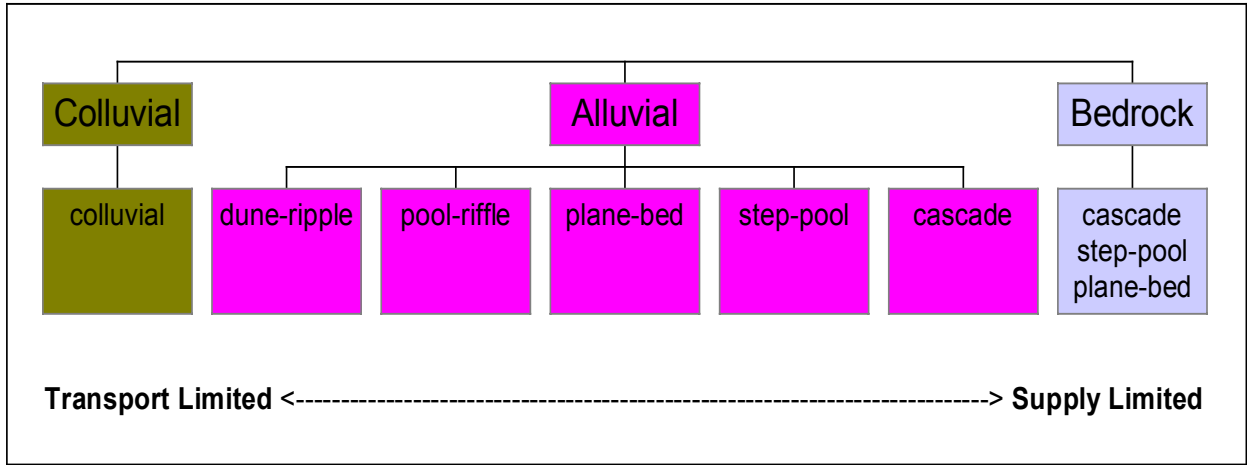 Colluvial
Alluvial
Bedrock
colluvial
dune-ripple
pool-riffle
plane-bed
step-pool
cascade
cascade
step-pool
plane-bed
Transport Limited <-----------------------------------------------------------------------------> Supply Limited